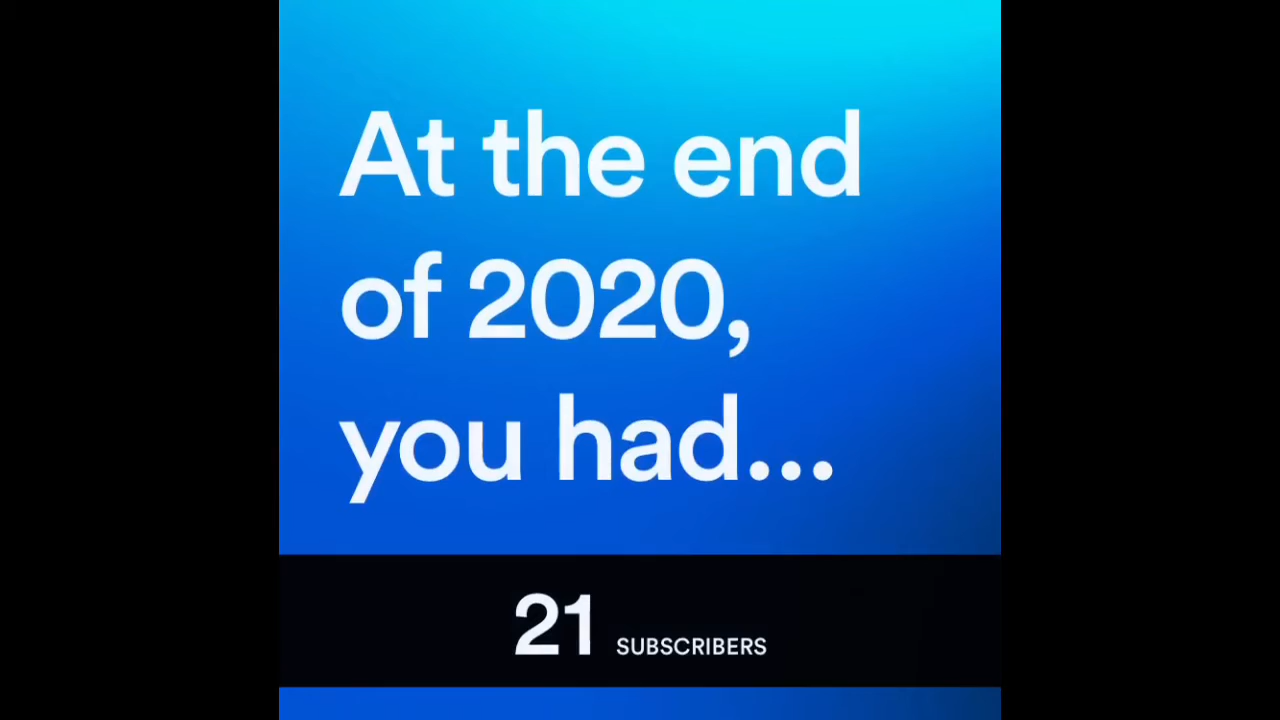 At the end
of 2020,
you had...
21 SUBSCRIBERS